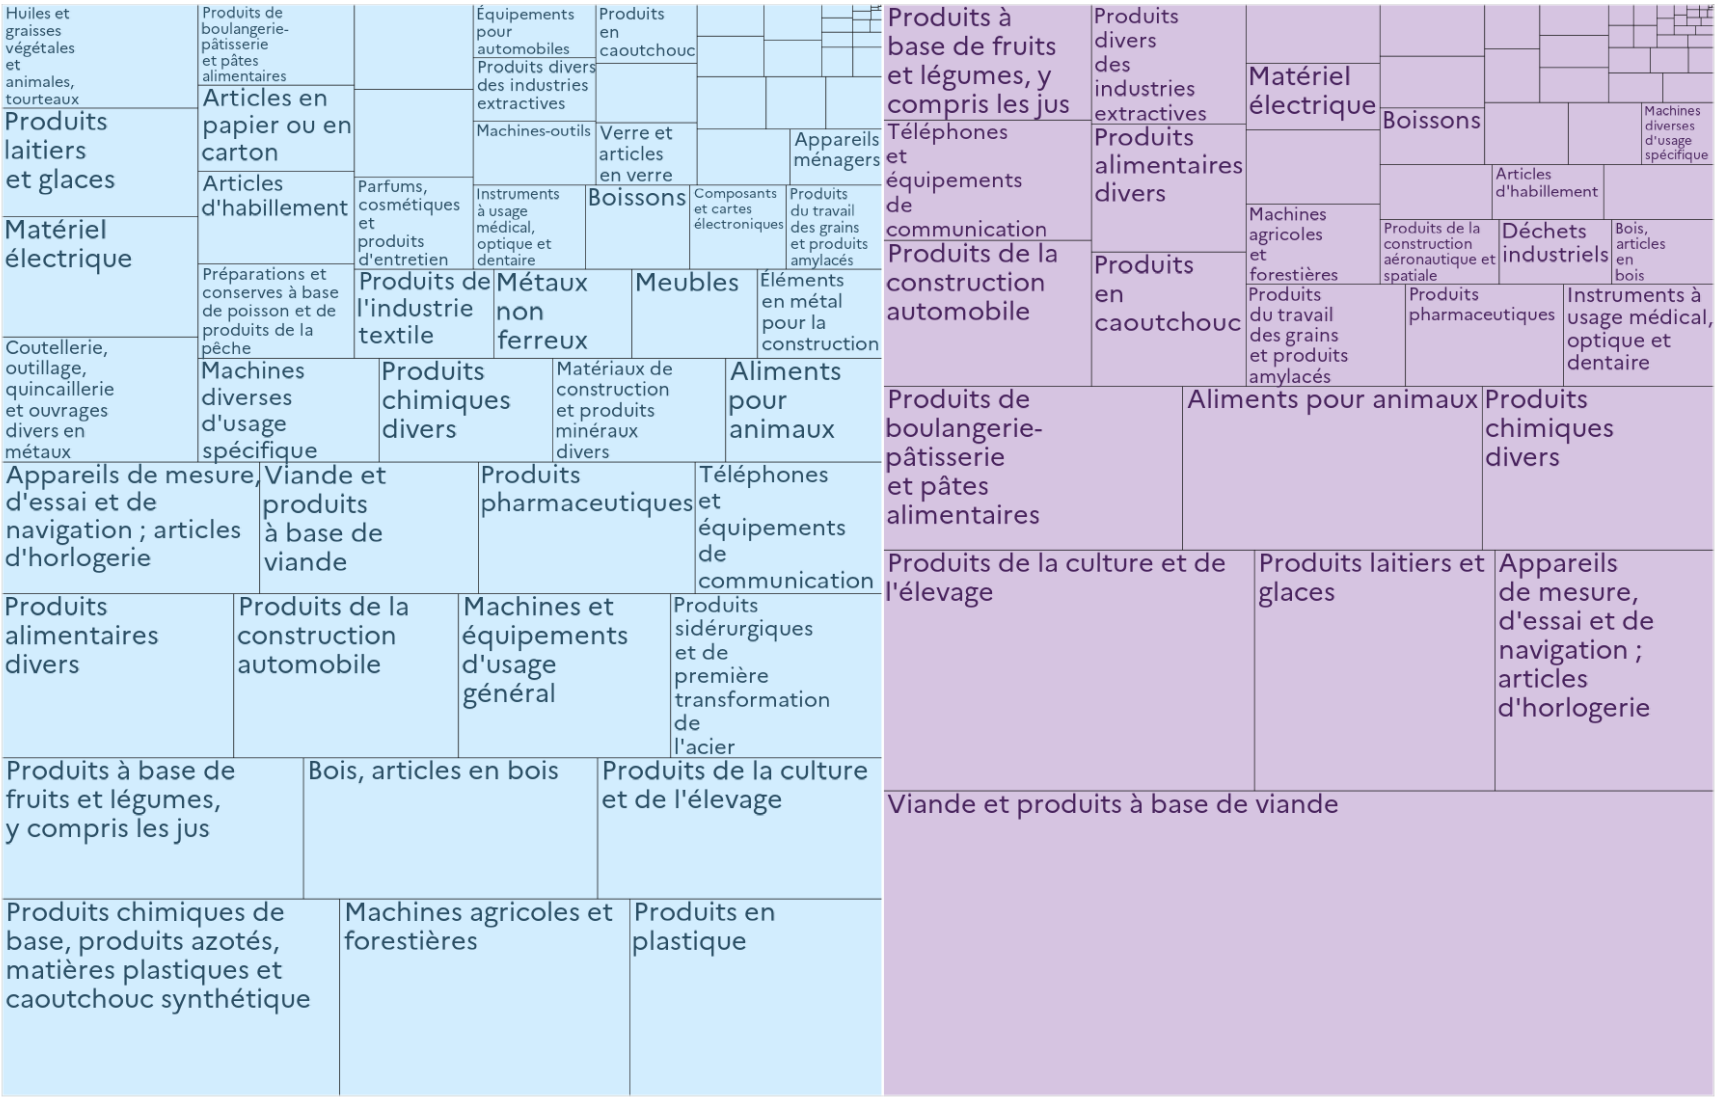 Huiles et
graisses
végétales
et
animales,
tourteaux
Produits
laitiers
et glaces
Matériel
électrique
Coutellerie,
outillage,
quincaillerie
et ouvrages
divers en
métaux
Produits de
boulangerie-
pâtisserie
et pâtes
alimentaires
Articles en
papier ou en
carton
Articles
d'habillement
Préparations et
conserves à base
de poisson et de
produits de la
pêche
Parfums,
cosmétiques
et
produits
d'entretien
Équipements
pour
automobiles
Produits divers
des industries
extractives
Machines-outils
Produits
en
caoutchouc
Verre et
articles
en verre
Appareils
ménagers
Instruments
à usage
médical,
optique et
dentaire
Boissons
Composants
et cartes
électroniques
Produits
du travail
des grains
et produits
amylacés
Produits de
l'industrie
textile
Métaux
non
ferreux
Meubles
Éléments
en métal
pour la
construction
Machines
diverses
d'usage
spécifique
Produits
chimiques
divers
Matériaux de
construction
et produits
minéraux
divers
Aliments
pour
animaux
Appareils de mesure,
d'essai et de
navigation ; articles
d'horlogerie
Viande et
produits
à base de
viande
Produits
pharmaceutiques
Téléphones
et
équipements
de
communication
Produits
alimentaires
divers
Produits de la
construction
automobile
Machines et
équipements
d'usage
général
Produits
sidérurgiques
et de
première
transformation
de
l'acier
Produits à base de
fruits et légumes,
y compris les jus
Bois, articles en bois
Produits de la culture
et de l'élevage
Produits chimiques de
base, produits azotés,
matières plastiques et
caoutchouc synthétique
Machines agricoles et
forestières
Produits en
plastique
Produits à
base de fruits
et légumes, y
compris les jus
Téléphones
et
équipements
de
communication
Produits de la
construction
automobile
Produits
divers
des
industries
extractives
Produits
alimentaires
divers
Produits
en
caoutchouc
Matériel
électrique
Machines
agricoles
et
forestières
Boissons
Machines
diverses
d'usage
spécifique
Articles
d'habillement
Produits de la
construction
aéronautique et
spatiale
Déchets
industriels
Bois,
articles
en
bois
Produits
du travail
des grains
et produits
amylacés
Produits
pharmaceutiques
Instruments à
usage médical,
optique et
dentaire
Produits de
boulangerie-
pâtisserie
et pâtes
alimentaires
Aliments pour animaux
Produits
chimiques
divers
Produits de la culture et de
l'élevage
Produits laitiers et
glaces
Appareils
de mesure,
d'essai et de
navigation ;
articles
d'horlogerie
Viande et produits à base de viande